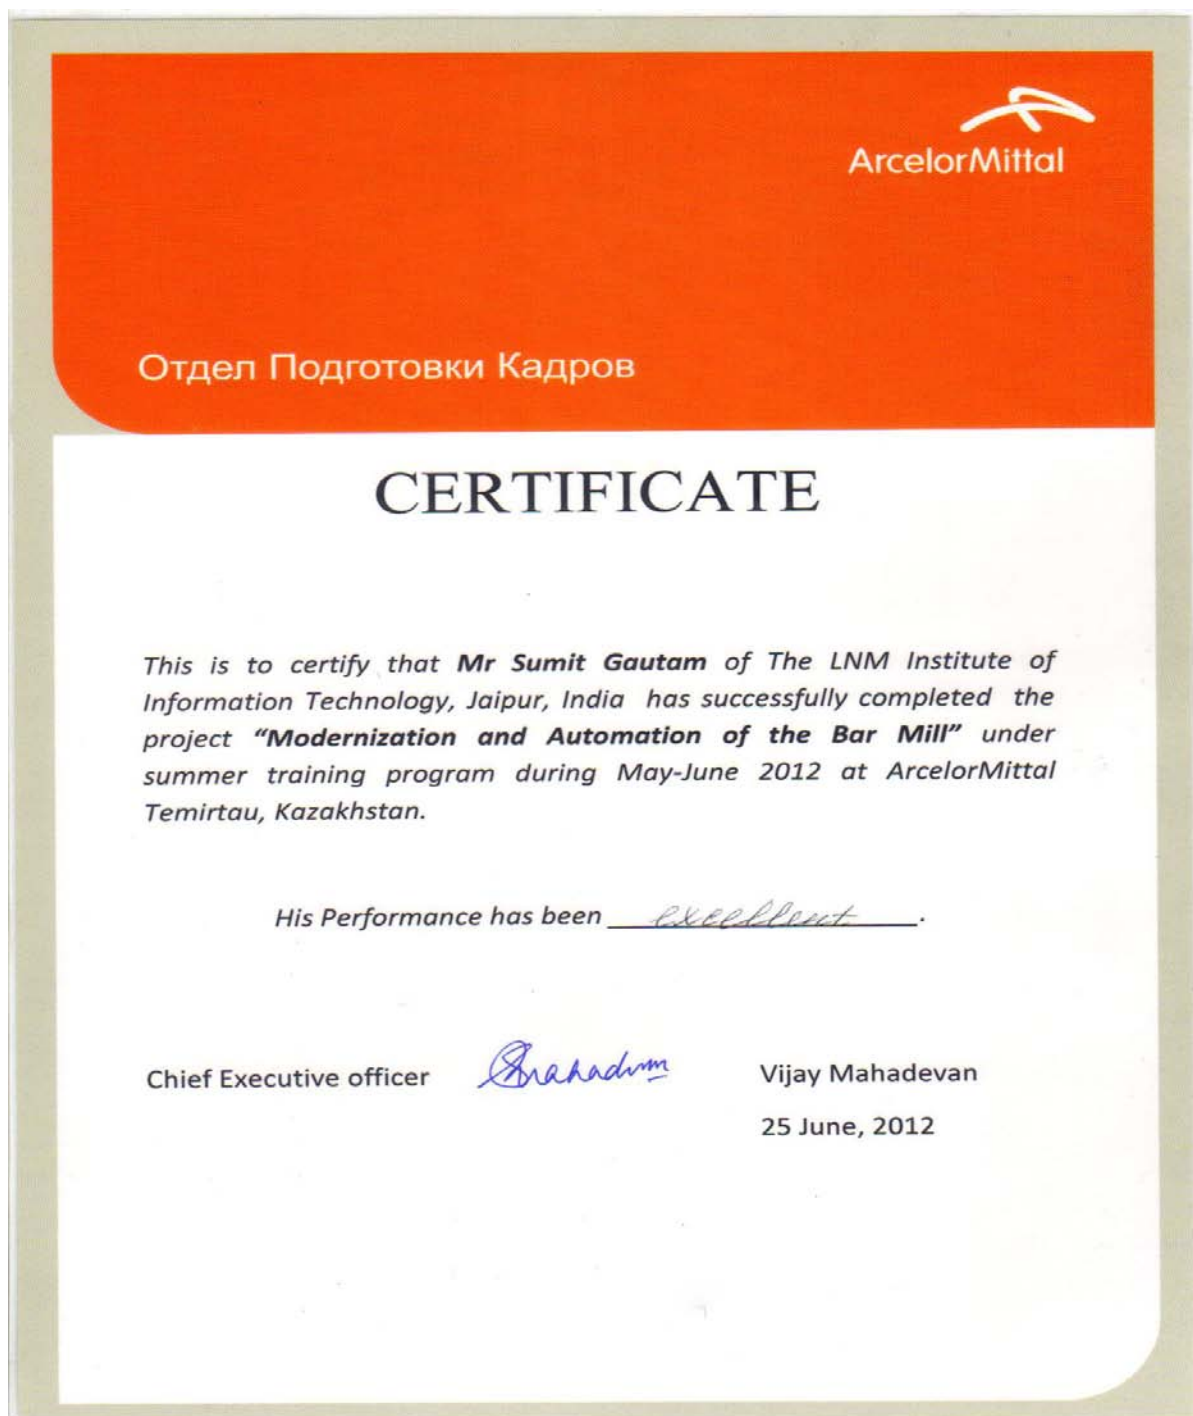 ArcelorMittal
Отдел Подготовки Кадров
CERTIFICATE
This is to certify that Mr Sumit Gautam of The LNM Institute of
Information Technology, Jaipur, India has successfully completed the
project “Modernization and Automation of the Bar Mill” under
summer training program during May-June 2012 at ArcelorMittal
Temirtau, Kazakhstan.
His Performance has been excellent.
Chief Executive officer Vijay Mahadevan
25 June, 2012